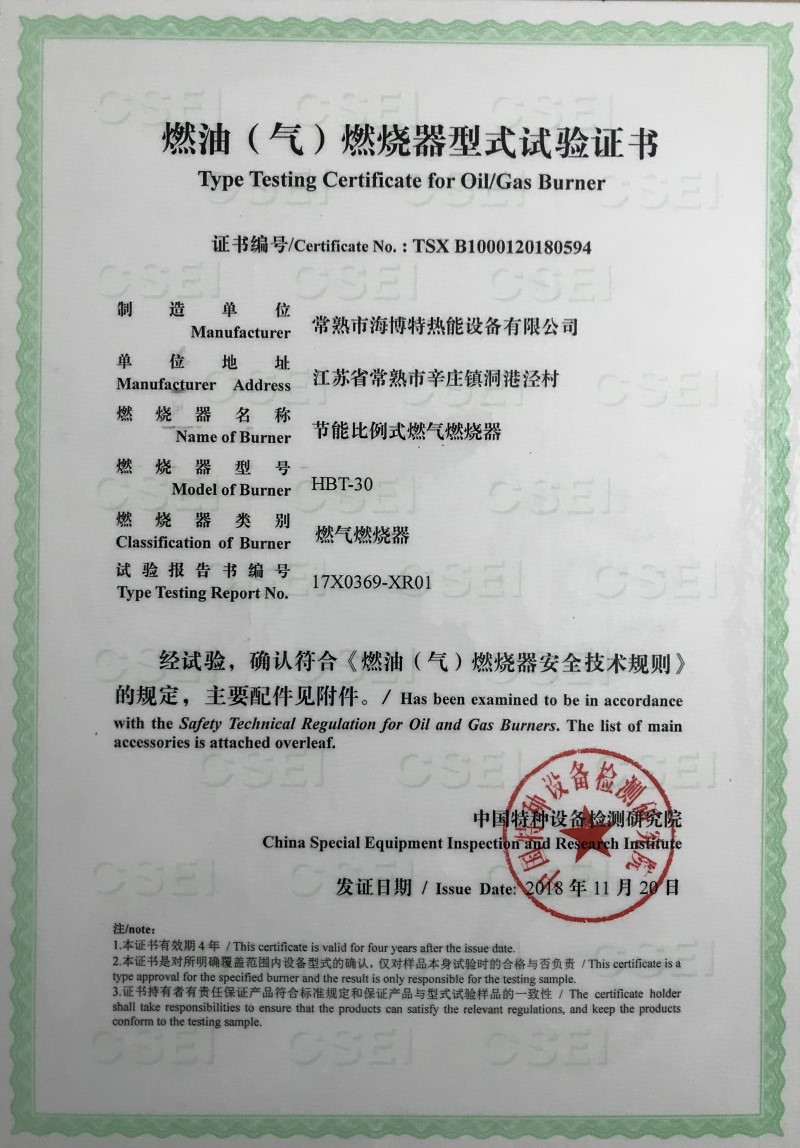 燃油（气）燃烧器型式试验证书
Type Testing Certificate for Oil/Gas Burner
证书编号/Certificate No. : TSX B1000120180594
制造单位
Manufacturer 常熟市海博特热能设备有限公司
单位地址
Manufacturer Address 江苏省常熟市辛庄镇洞港泾村
燃烧器名称
Name of Burner 节能比例式燃气燃烧器
燃烧器型号
Model of Burner HBT-30
燃烧器类别
Classification of Burner 燃气燃烧器
试验报告书编号
Type Testing Report No. 17X0369-XR01
经试验，确认符合《燃油（气）燃烧器安全技术规则》
的规定，主要配件见附件。/ Has been examined to be in accordance
with the Safety Technical Regulation for Oil and Gas Burners. The list of main
accessories is attached overleaf.
中国特种设备检测研究院
中国特种设备检测研究院
China Special Equipment Inspection and Research Institute
发证日期 / Issue Date: 2018 年 11 月 20 日
注/note:
1.本证书有效期 4 年 / This certificate is valid for four years after the issue date.
2.本证书是对所明确覆盖范围内设备型式的确认，仅对样品本身试验时的合格与否负责 / This certificate is a
type approval for the specified burner and the result is only responsible for the testing sample.
3.证书持有者有责任保证产品符合标准规定和保证产品与型式试验样品的一致性 / The certificate holder
shall take responsibilities to ensure that the products can satisfy the relevant regulations, and keep the products
conform to the testing sample.